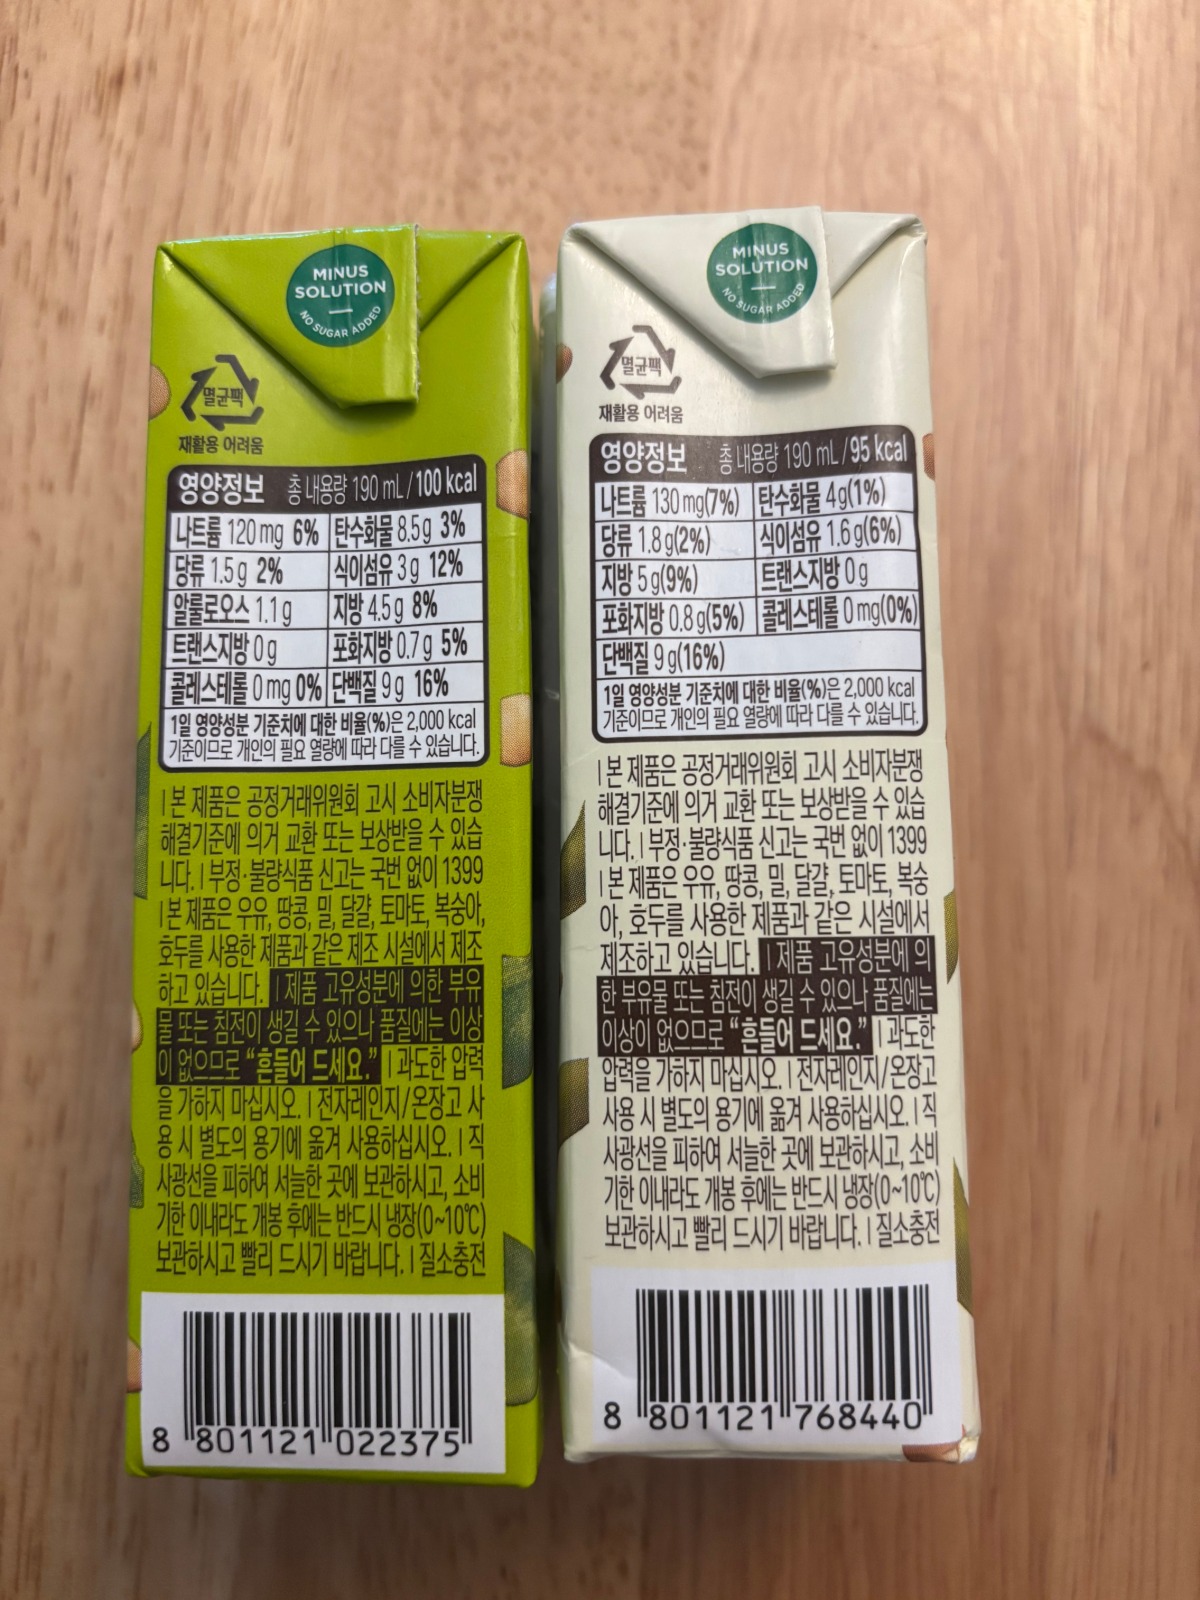 MINUS
SOLUTION
NO SUGAR ADDED
멸균팩
재활용 어려움
영양정보 총 내용량 190 mL / 100 kcal
나트륨 120 mg 6% 탄수화물 8.5 g 3%
당류 1.5 g 2% 식이섬유 3 g 12%
알룰로오스 1.1 g 지방 4.5 g 8%
트랜스지방 0 g 포화지방 0.7 g 5%
콜레스테롤 0 mg 0% 단백질 9 g 16%
1일 영양성분 기준치에 대한 비율(%)은 2,000 kcal
기준이므로 개인의 필요 열량에 따라 다를 수 있습니다.
| 본 제품은 공정거래위원회 고시 소비자분쟁
해결기준에 의거 교환 또는 보상받을 수 있습
니다. | 부정·불량식품 신고는 국번 없이 1399
| 본 제품은 우유, 땅콩, 밀, 달걀, 토마토, 복숭아,
호두를 사용한 제품과 같은 제조 시설에서 제조
하고 있습니다. | 제품 고유성분에 의한 부유
물 또는 침전이 생길 수 있으나 품질에는 이상
이 없으므로 “흔들어 드세요.” | 과도한 압력
을 가하지 마십시오. | 전자레인지/온장고 사
용 시 별도의 용기에 옮겨 사용하십시오. | 직
사광선을 피하여 서늘한 곳에 보관하시고, 소비
기한 이내라도 개봉 후에는 반드시 냉장(0~10℃)
보관하시고 빨리 드시기 바랍니다. | 질소충전
8 801121 022375
MINUS
SOLUTION
NO SUGAR ADDED
멸균팩
재활용 어려움
영양정보 총 내용량 190 mL / 95 kcal
나트륨 130 mg(7%) 탄수화물 4 g(1%)
당류 1.8 g(2%) 식이섬유 1.6 g(6%)
지방 5 g(9%) 트랜스지방 0 g
포화지방 0.8 g(5%) 콜레스테롤 0 mg(0%)
단백질 9 g(16%)
1일 영양성분 기준치에 대한 비율(%)은 2,000 kcal
기준이므로 개인의 필요 열량에 따라 다를 수 있습니다.
| 본 제품은 공정거래위원회 고시 소비자분쟁
해결기준에 의거 교환 또는 보상받을 수 있습
니다. | 부정·불량식품 신고는 국번 없이 1399
| 본 제품은 우유, 땅콩, 밀, 달걀, 토마토, 복숭
아, 호두를 사용한 제품과 같은 시설에서
제조하고 있습니다. | 제품 고유성분에 의
한 부유물 또는 침전이 생길 수 있으나 품질에는
이상이 없으므로 “흔들어 드세요.” | 과도한
압력을 가하지 마십시오. | 전자레인지/온장고
사용 시 별도의 용기에 옮겨 사용하십시오. | 직
사광선을 피하여 서늘한 곳에 보관하시고, 소비
기한 이내라도 개봉 후에는 반드시 냉장(0~10℃)
보관하시고 빨리 드시기 바랍니다. | 질소충전
8 801121 768440